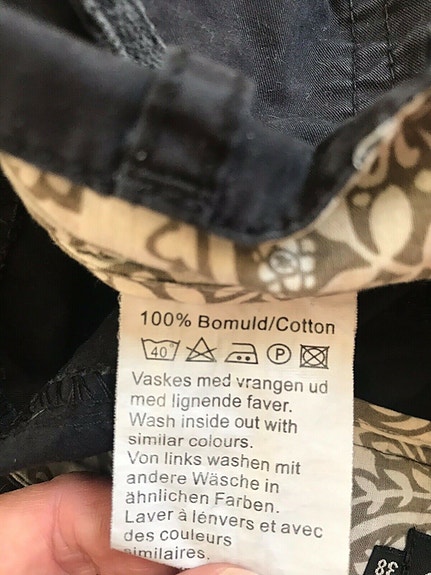 100% Bomuld/Cotton
40 P
Vaskes med vrangen ud
med lignende faver.
Wash inside out with
similar colours.
Von links washen mit
andere Wäsche in
ähnlichen Farben.
Laver à lénvers et avec
des couleurs
similaires.
38